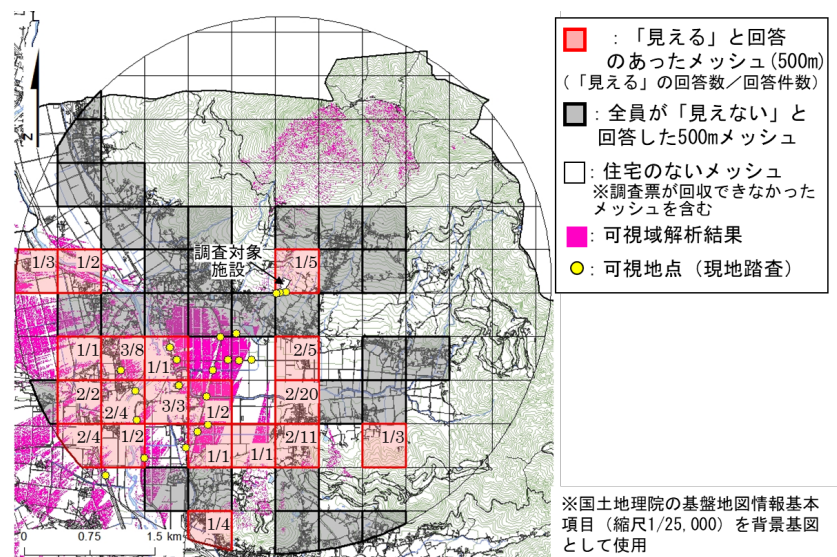 ：「見える」と回答
のあったメッシュ(500m)
(「見える」の回答数／回答件数)
：全員が「見えない」と
回答した500mメッシュ
：住宅のないメッシュ
※調査票が回収できなかった
メッシュを含む
：可視域解析結果
：可視地点（現地踏査）
N
調査対象
施設
1/3 1/2 1/5
1/1 3/8 1/1 2/5
2/2 2/4 3/3 1/2 2/20
2/4 1/2 1/1 1/1 2/11 1/3
1/4
0 0.75 1.5 km
※国土地理院の基盤地図情報基本
項目（縮尺1/25,000）を背景基図
として使用